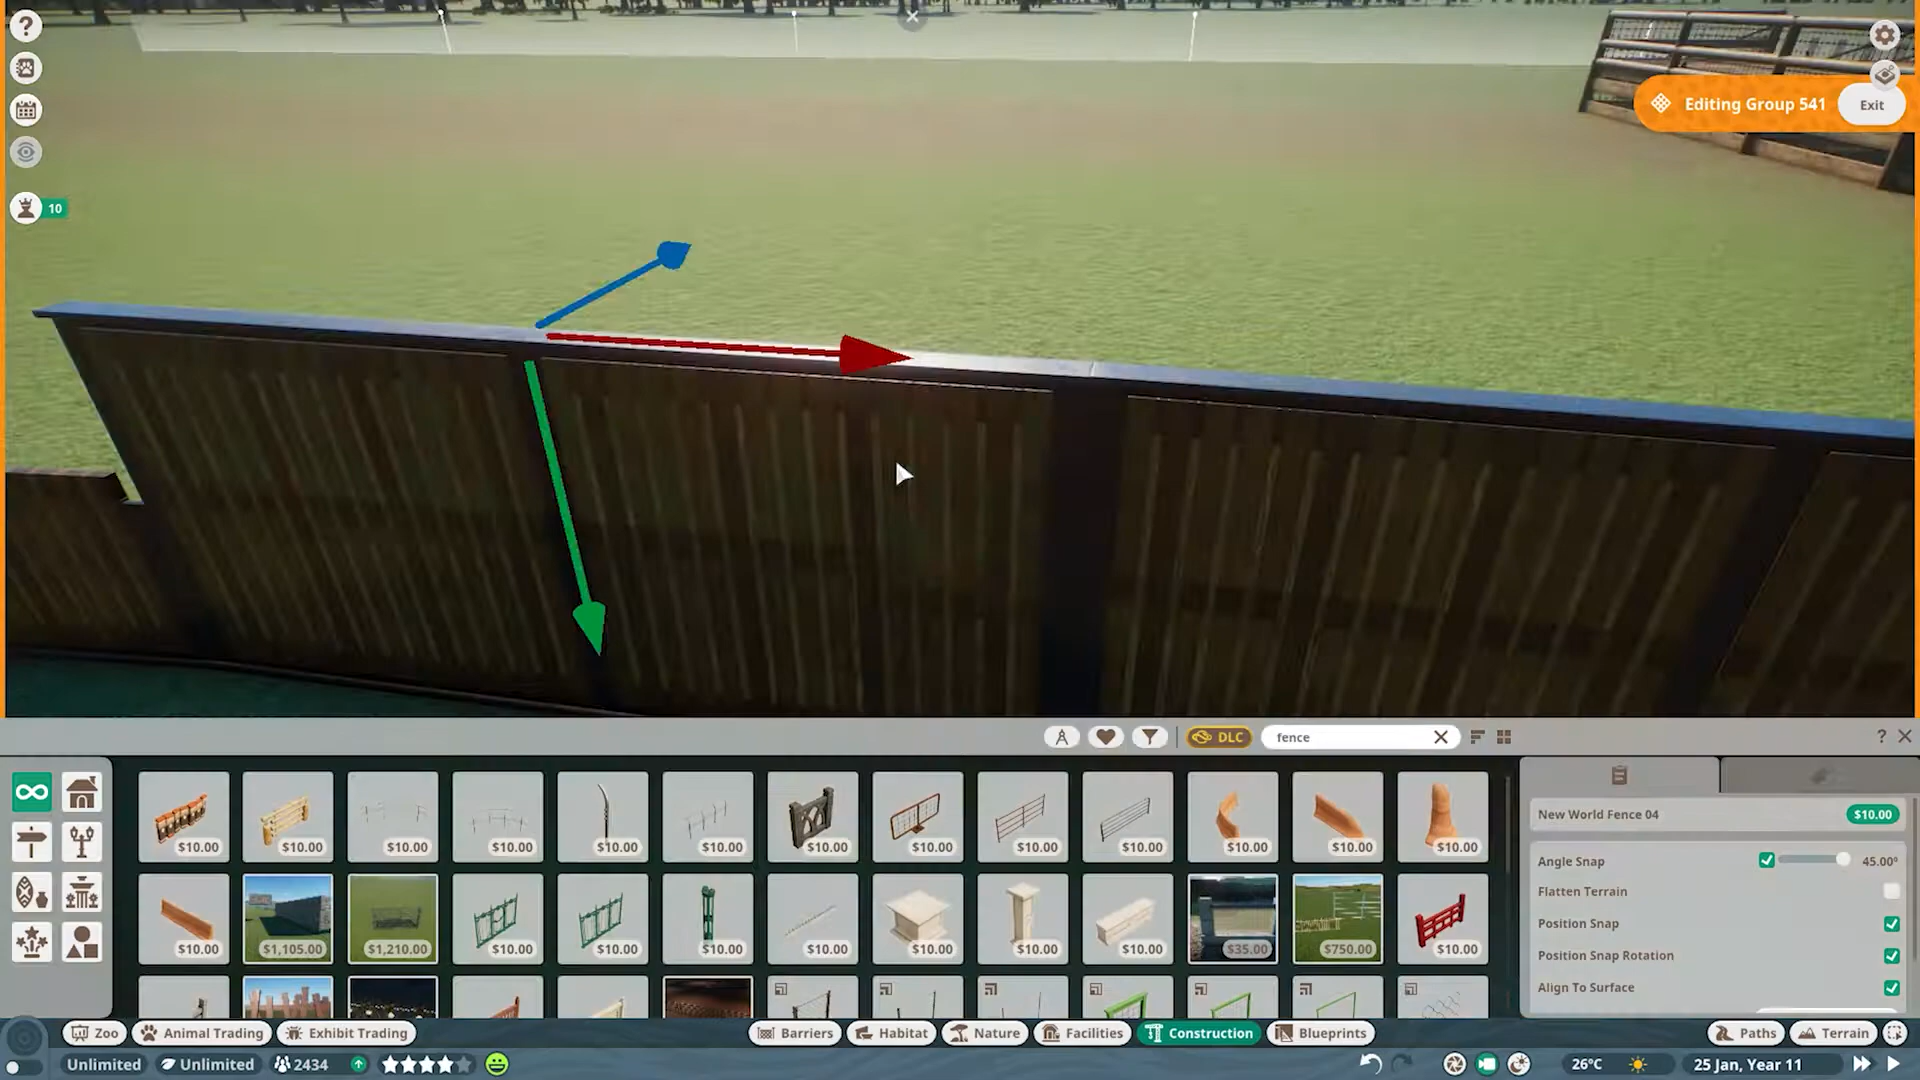 ?
Editing Group 541
Exit
10
DLC
fence
?
$10.00 $10.00 $10.00 $10.00 $10.00 $10.00 $10.00 $10.00 $10.00 $10.00 $10.00 $10.00 $10.00
$10.00 $1,105.00 $1,210.00 $10.00 $10.00 $10.00 $10.00 $10.00 $10.00 $10.00 $35.00 $750.00 $10.00
New World Fence 04 $10.00
Angle Snap 45.00°
Flatten Terrain
Position Snap
Position Snap Rotation
Align To Surface
Zoo Animal Trading Exhibit Trading Barriers Habitat Nature Facilities Construction Blueprints Paths Terrain
Unlimited Unlimited 2434 26°C 25 Jan, Year 11